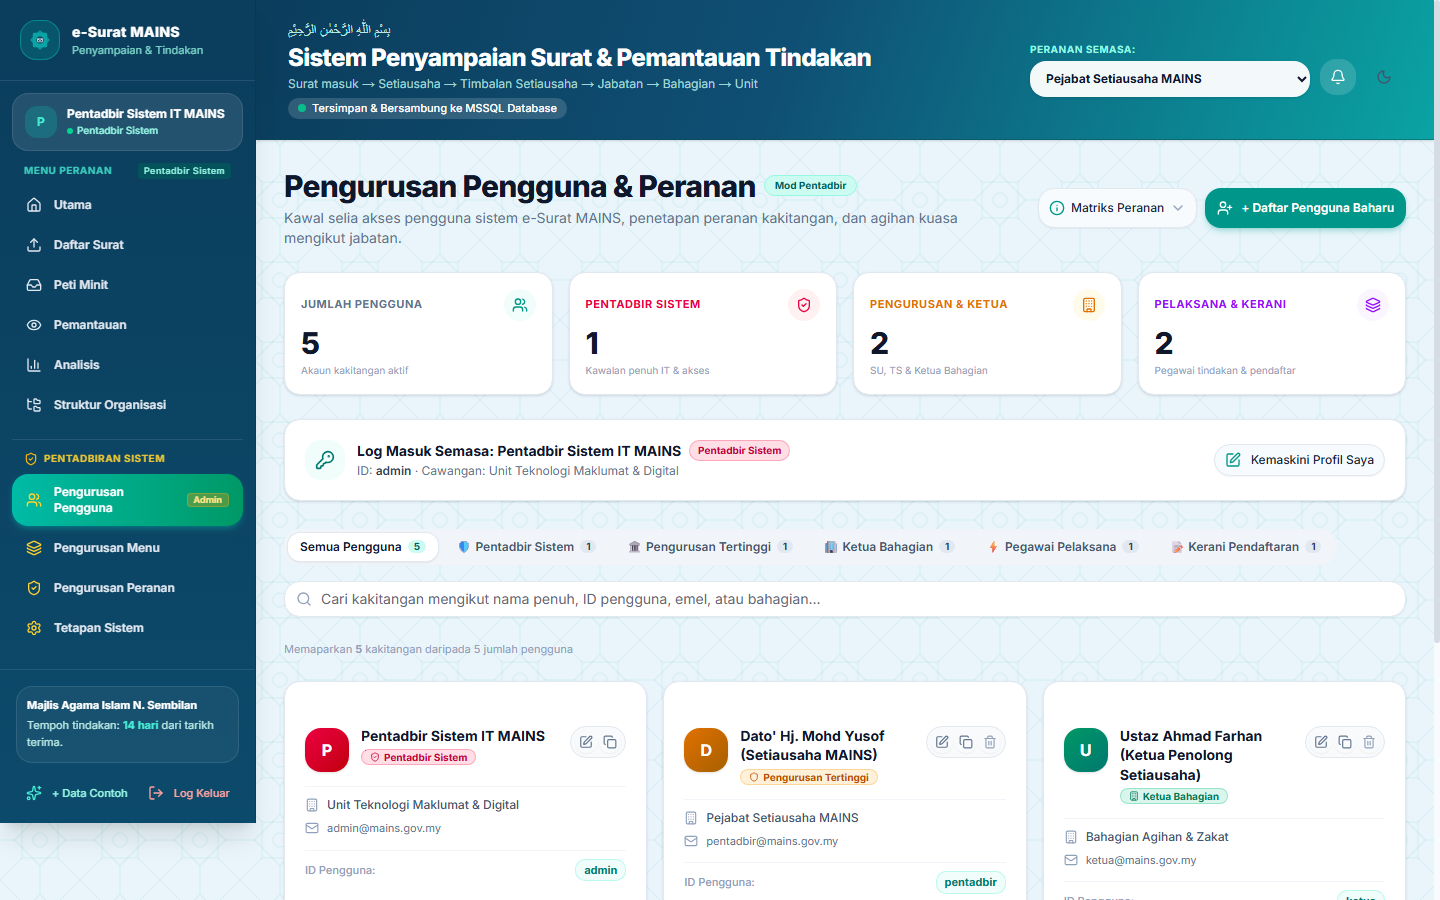 e-Surat MAINS
Penyampaian & Tindakan
P
Pentadbir Sistem IT MAINS
Pentadbir Sistem
MENU PERANAN
Pentadbir Sistem
Utama
Daftar Surat
Peti Minit
Pemantauan
Analisis
Struktur Organisasi
PENTADBIRAN SISTEM
Pengurusan Pengguna
Admin
Pengurusan Menu
Pengurusan Peranan
Tetapan Sistem
Majlis Agama Islam N. Sembilan
Tempoh tindakan: 14 hari dari tarikh
terima.
+ Data Contoh
Log Keluar
بِسْمِ اللَّهِ الرَّحْمَٰنِ الرَّحِيْمِ
Sistem Penyampaian Surat & Pemantauan Tindakan
Surat masuk → Setiausaha → Timbalan Setiausaha → Jabatan → Bahagian → Unit
Tersimpan & Bersambung ke MSSQL Database
PERANAN SEMASA:
Pejabat Setiausaha MAINS
Pengurusan Pengguna & Peranan
Mod Pentadbir
Kawal selia akses pengguna sistem e-Surat MAINS, penetapan peranan kakitangan, dan agihan kuasa
mengikut jabatan.
Matriks Peranan
+ Daftar Pengguna Baharu
JUMLAH PENGGUNA
5
Akaun kakitangan aktif
PENTADBIR SISTEM
1
Kawalan penuh IT & akses
PENGURUSAN & KETUA
2
SU, TS & Ketua Bahagian
PELAKSANA & KERANI
2
Pegawai tindakan & pendaftar
Log Masuk Semasa: Pentadbir Sistem IT MAINS
Pentadbir Sistem
ID: admin · Cawangan: Unit Teknologi Maklumat & Digital
Kemaskini Profil Saya
Semua Pengguna 5
Pentadbir Sistem 1
Pengurusan Tertinggi 1
Ketua Bahagian 1
Pegawai Pelaksana 1
Kerani Pendaftaran 1
Cari kakitangan mengikut nama penuh, ID pengguna, emel, atau bahagian...
Memaparkan 5 kakitangan daripada 5 jumlah pengguna
P
Pentadbir Sistem IT MAINS
Pentadbir Sistem
Unit Teknologi Maklumat & Digital
admin@mains.gov.my
ID Pengguna:
admin
D
Dato' Hj. Mohd Yusof
(Setiausaha MAINS)
Pengurusan Tertinggi
Pejabat Setiausaha MAINS
pentadbir@mains.gov.my
ID Pengguna:
pentadbir
U
Ustaz Ahmad Farhan
(Ketua Penolong
Setiausaha)
Ketua Bahagian
Bahagian Agihan & Zakat
ketua@mains.gov.my
ID Pengguna:
ketua